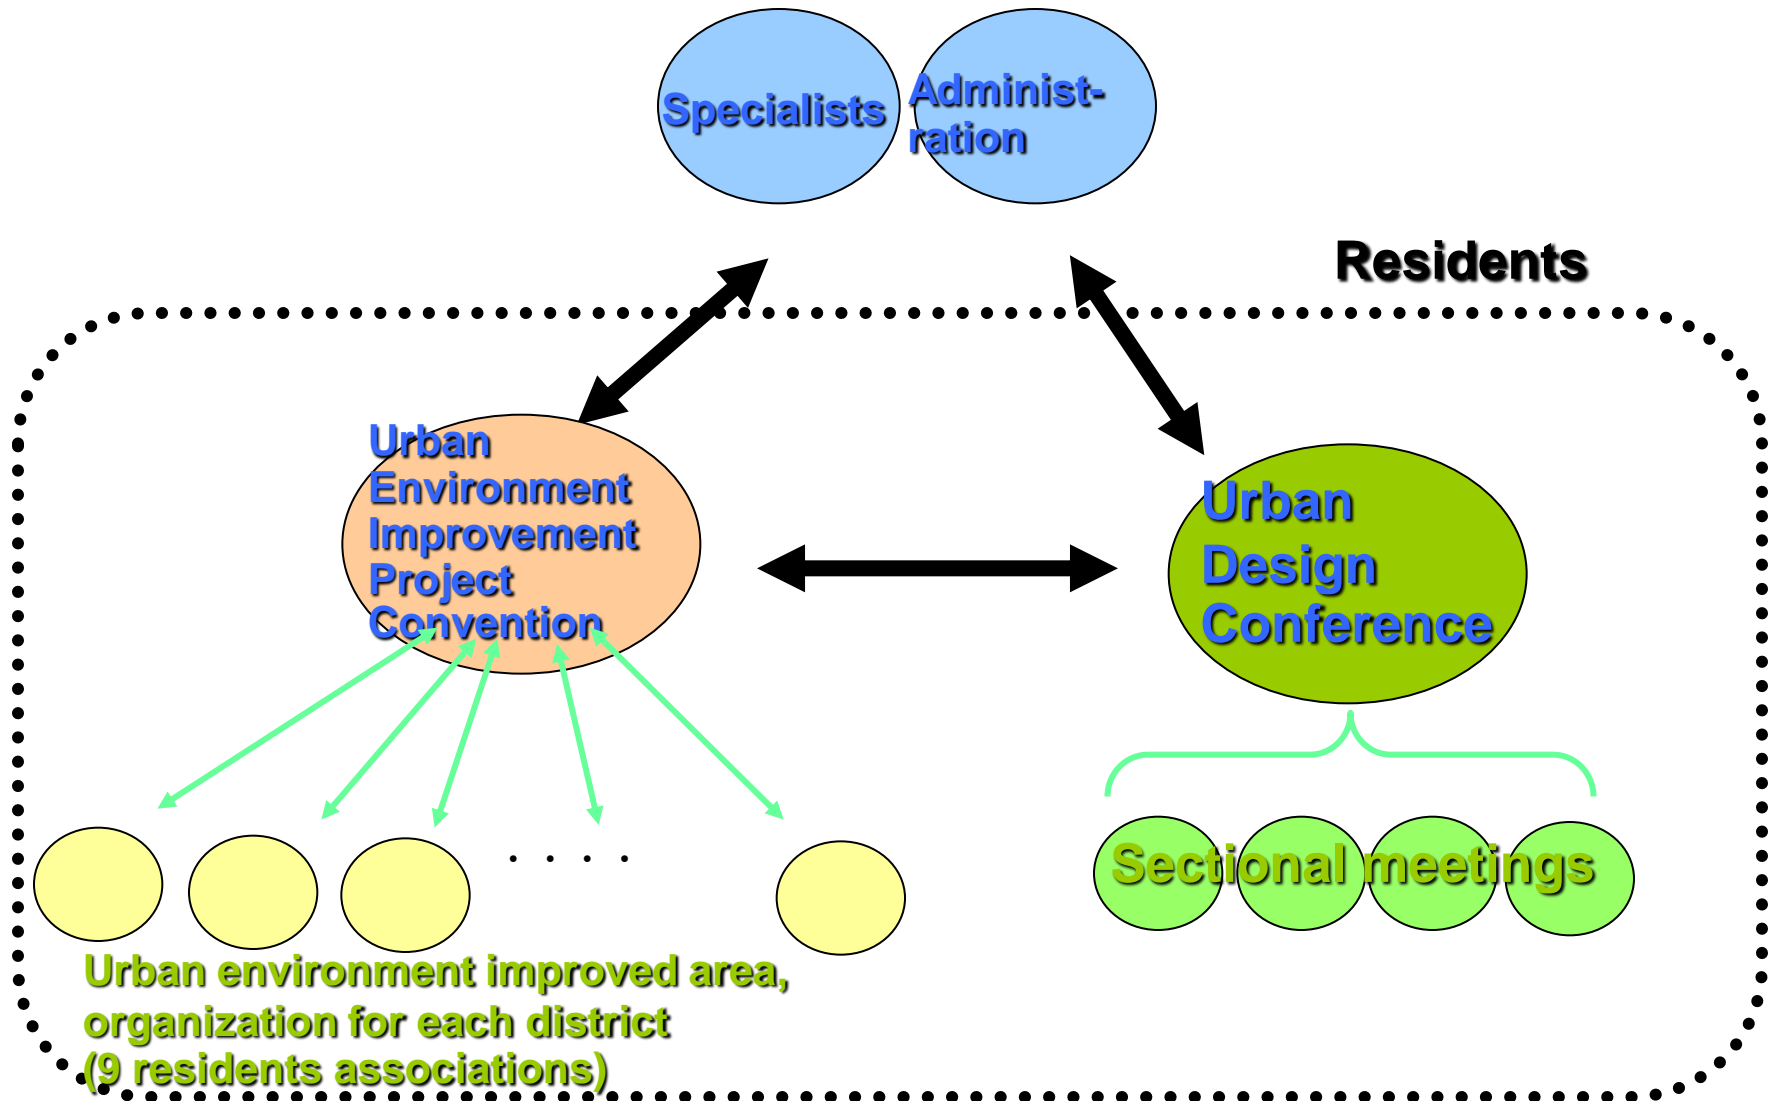 Specialists
Administ-
ration
Residents
Urban
Environment
Improvement
Project
Convention
Urban
Design
Conference
. . . .
Sectional meetings
Urban environment improved area,
organization for each district
(9 residents associations)